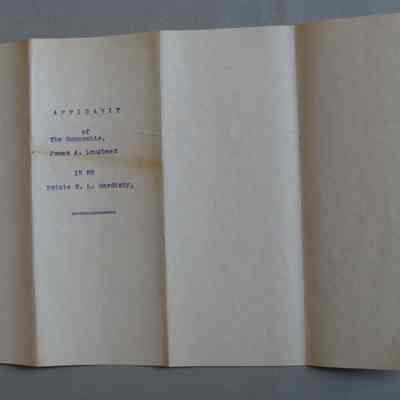 AFFIDAVIT
of
The Honorable,
James A. Lougheed
IN RE
Estate W. L. Hardisty,